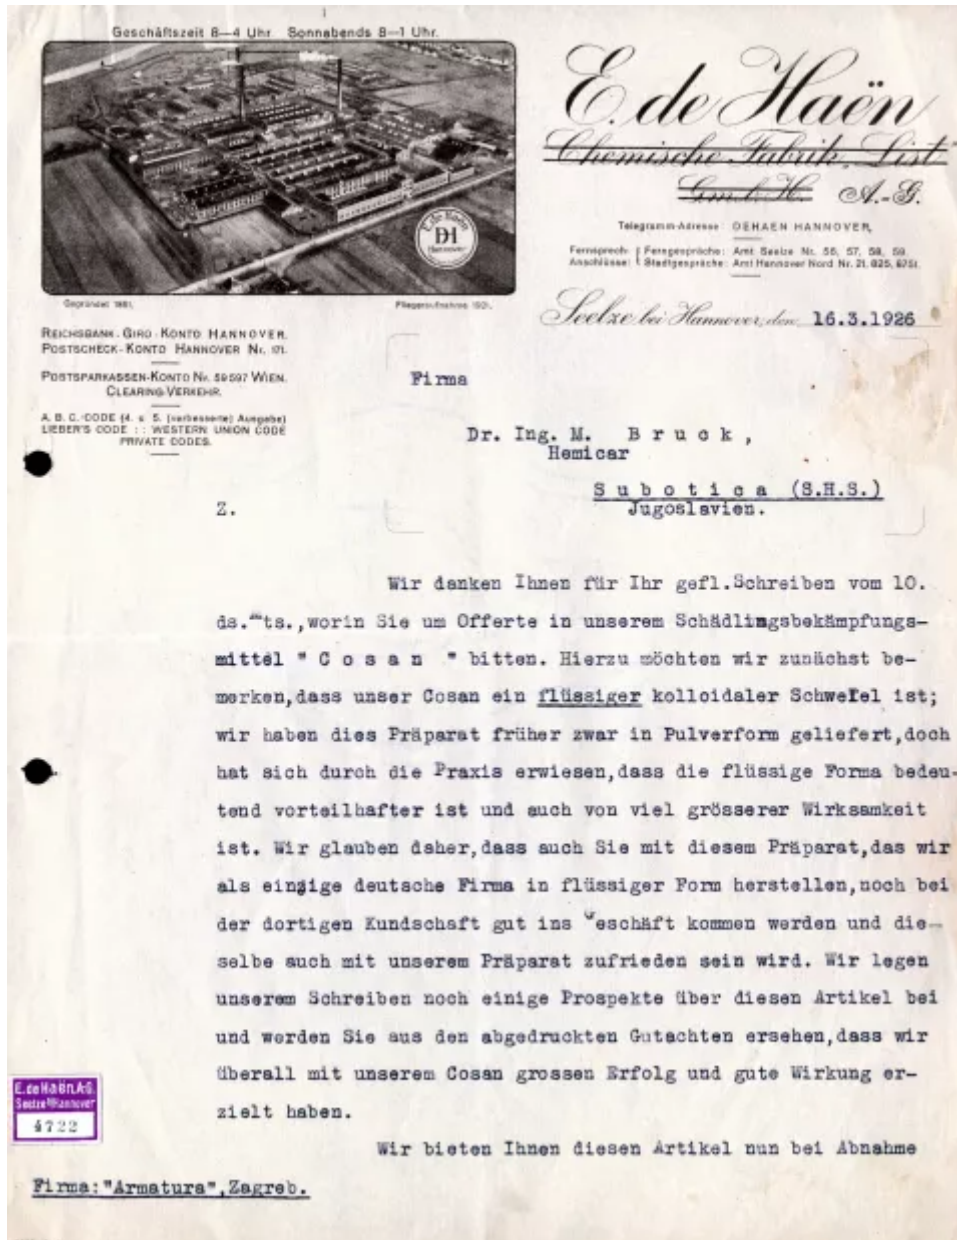 Geschäftszeit 8—4 Uhr. Sonnabends 8—1 Uhr.
E. de Haën
Hannover
DH
Gegründet 1861.
Fliegeraufnahme 1921.
E. de Haën
Chemische Fabrik „List“
G.m.b.H. A.-G.
Telegramm-Adresse: DEHAEN HANNOVER.
Fernsprech- Anschlüsse: Ferngespräche: Amt Seelze Nr. 56, 57, 58, 59.
Stadtgespräche: Amt Hannover Nord Nr. 21, 825, 8751.
Seelze bei Hannover, den 16.3.1926
REICHSBANK-GIRO-KONTO HANNOVER.
POSTSCHECK-KONTO HANNOVER Nr. 171.
POSTSPARKASSEN-KONTO Nr. 59597 WIEN.
CLEARING-VERKEHR.
A. B. C.-CODE (4. u. 5. (verbesserte) Ausgabe)
LIEBER'S CODE :: WESTERN UNION CODE
PRIVATE CODES.
Firma
Dr. Ing. M. Bruck,
Hemicar
Subotica (S.H.S.)
Jugoslavien.
Z.
Wir danken Ihnen für Ihr gefl.Schreiben vom 10.
ds.Mts.,worin Sie um Offerte in unserem Schädlingsbekämpfungs-
mittel " Cosan " bitten. Hierzu möchten wir zunächst be-
merken,dass unser Cosan ein flüssiger kolloidaler Schwefel ist;
wir haben dies Präparat früher zwar in Pulverform geliefert,doch
hat sich durch die Praxis erwiesen,dass die flüssige Forma bedeu-
tend vorteilhafter ist und auch von viel grösserer Wirksamkeit
ist. Wir glauben daher,dass auch Sie mit diesem Präparat,das wir
als einzige deutsche Firma in flüssiger Form herstellen,noch bei
der dortigen Kundschaft gut ins Geschäft kommen werden und die-
selbe auch mit unserem Präparat zufrieden sein wird. Wir legen
unserem Schreiben noch einige Prospekte über diesen Artikel bei
und werden Sie aus den abgedruckten Gutachten ersehen,dass wir
überall mit unserem Cosan grossen Erfolg und gute Wirkung er-
zielt haben.
Wir bieten Ihnen diesen Artikel nun bei Abnahme
E.de Haën A.G.
Seelze b/Hannover
4722
Firma:"Armatura",Zagreb.